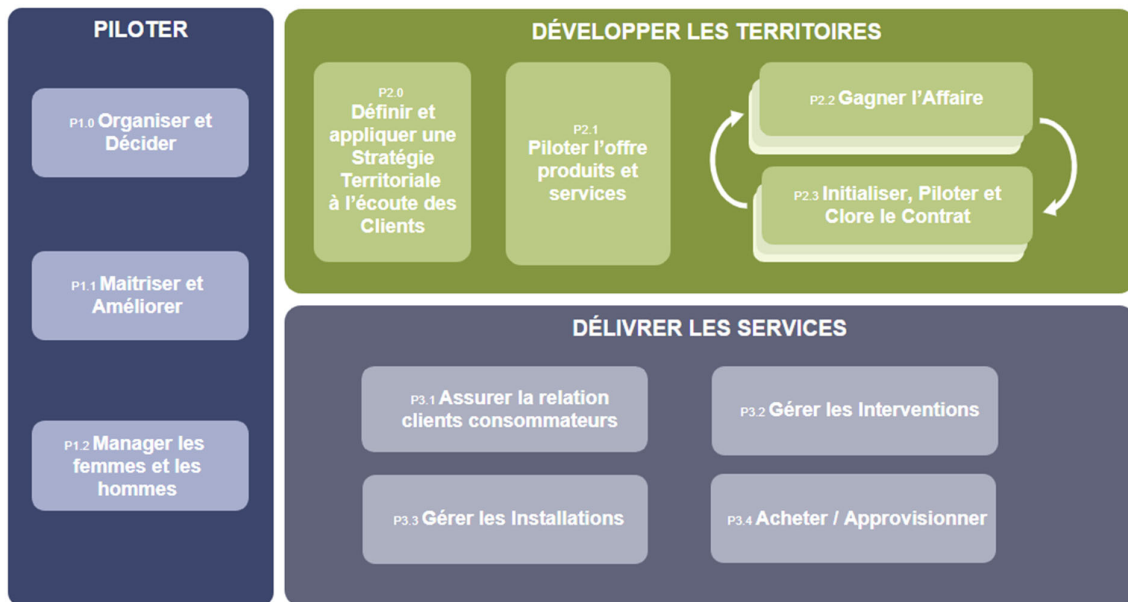 PILOTER
P1.0 Organiser et
Décider
P1.1 Maitriser et
Améliorer
P1.2 Manager les
femmes et les
hommes
DÉVELOPPER LES TERRITOIRES
P2.0
Définir et
appliquer une
Stratégie
Territoriale
à l'écoute des
Clients
P2.1
Piloter l'offre
produits et
services
P2.2 Gagner l'Affaire
P2.3 Initialiser, Piloter et
Clore le Contrat
DÉLIVRER LES SERVICES
P3.1 Assurer la relation
clients consommateurs
P3.2 Gérer les Interventions
P3.3 Gérer les Installations
P3.4 Acheter / Approvisionner